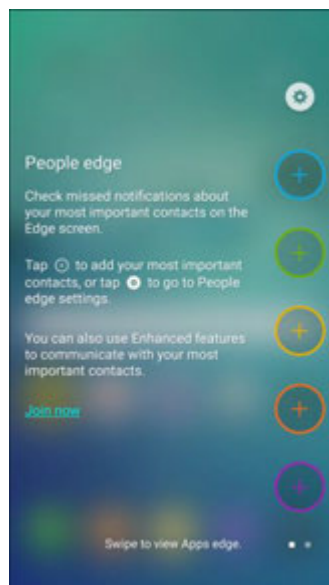 People edge
Check missed notifications about
your most important contacts on the
Edge screen.
Tap to add your most important
contacts, or tap to go to People
edge settings.
You can also use Enhanced features
to communicate with your most
important contacts.
Join now
Swipe to view Apps edge.